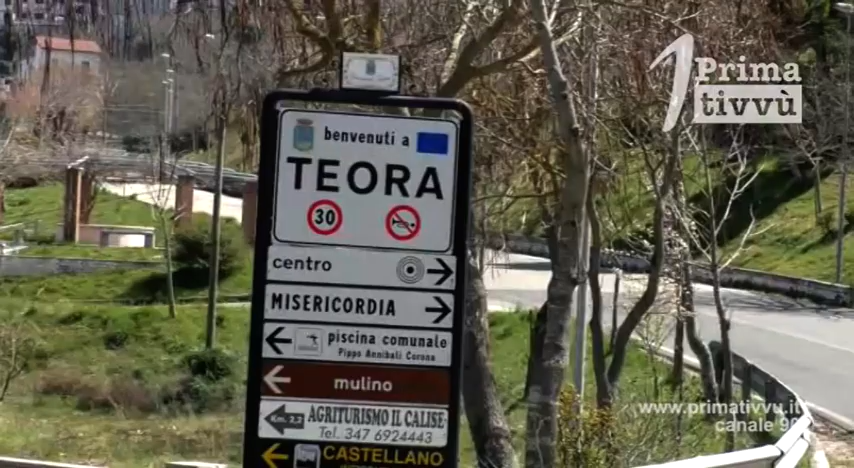 1 Prima
tivvù
benvenuti a
TEORA
30
centro
MISERICORDIA
piscina comunale
Pippo Annibali Corona
mulino
AGRITURISMO IL CALISE
Tel. 347 6924443
CASTELLANO
www.primativvu.it
canale